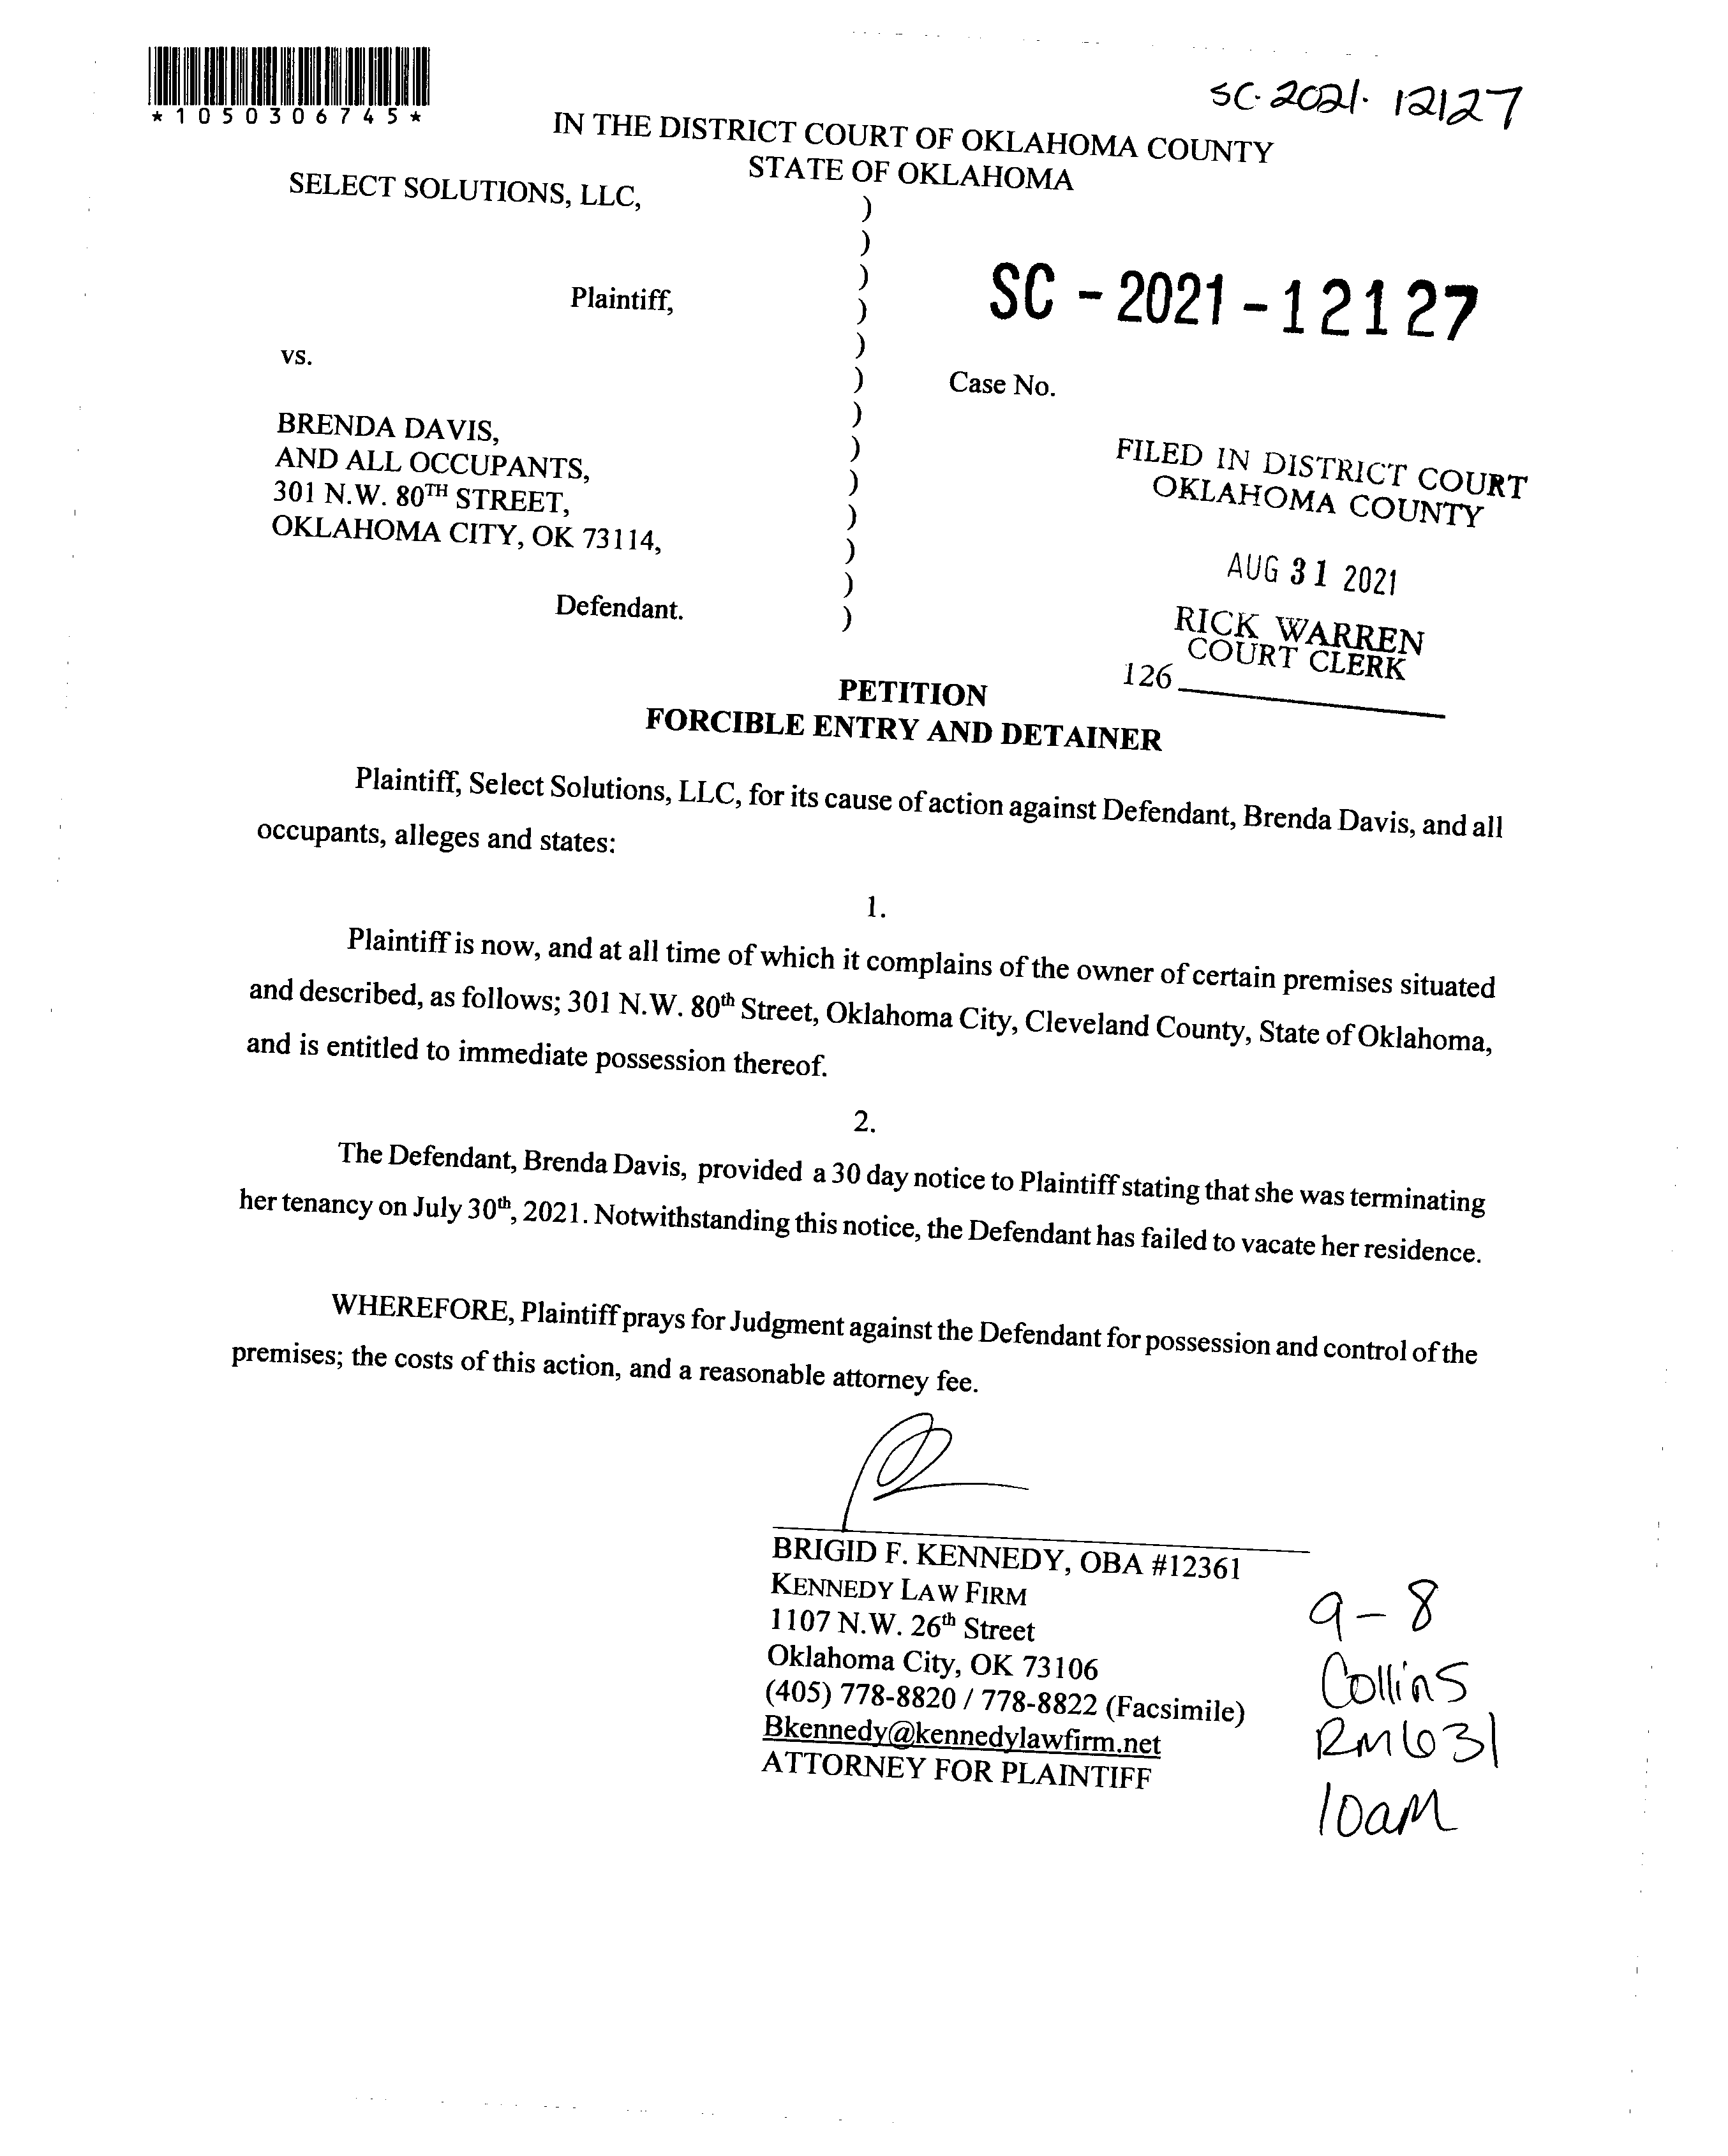 *1050306745*
SC-2021-12127
IN THE DISTRICT COURT OF OKLAHOMA COUNTY
STATE OF OKLAHOMA
SELECT SOLUTIONS, LLC,
)
)
)
Plaintiff,
)
SC - 2021 - 12127
)
vs.
)
Case No.
)
BRENDA DAVIS,
)
AND ALL OCCUPANTS,
)
301 N.W. 80TH STREET,
)
OKLAHOMA CITY, OK 73114,
)
)
Defendant.
)
FILED IN DISTRICT COURT
OKLAHOMA COUNTY
AUG 31 2021
RICK WARREN
COURT CLERK
126
PETITION
FORCIBLE ENTRY AND DETAINER
Plaintiff, Select Solutions, LLC, for its cause of action against Defendant, Brenda Davis, and all
occupants, alleges and states:
1.
Plaintiff is now, and at all time of which it complains of the owner of certain premises situated
and described, as follows; 301 N.W. 80th Street, Oklahoma City, Cleveland County, State of Oklahoma,
and is entitled to immediate possession thereof.
2.
The Defendant, Brenda Davis, provided a 30 day notice to Plaintiff stating that she was terminating
her tenancy on July 30th, 2021. Notwithstanding this notice, the Defendant has failed to vacate her residence.
WHEREFORE, Plaintiff prays for Judgment against the Defendant for possession and control of the
premises; the costs of this action, and a reasonable attorney fee.
BRIGID F. KENNEDY, OBA #12361
KENNEDY LAW FIRM
1107 N.W. 26th Street
Oklahoma City, OK 73106
(405) 778-8820 / 778-8822 (Facsimile)
Bkennedy@kennedylawfirm.net
ATTORNEY FOR PLAINTIFF
9-8
Collins
RM631
10am